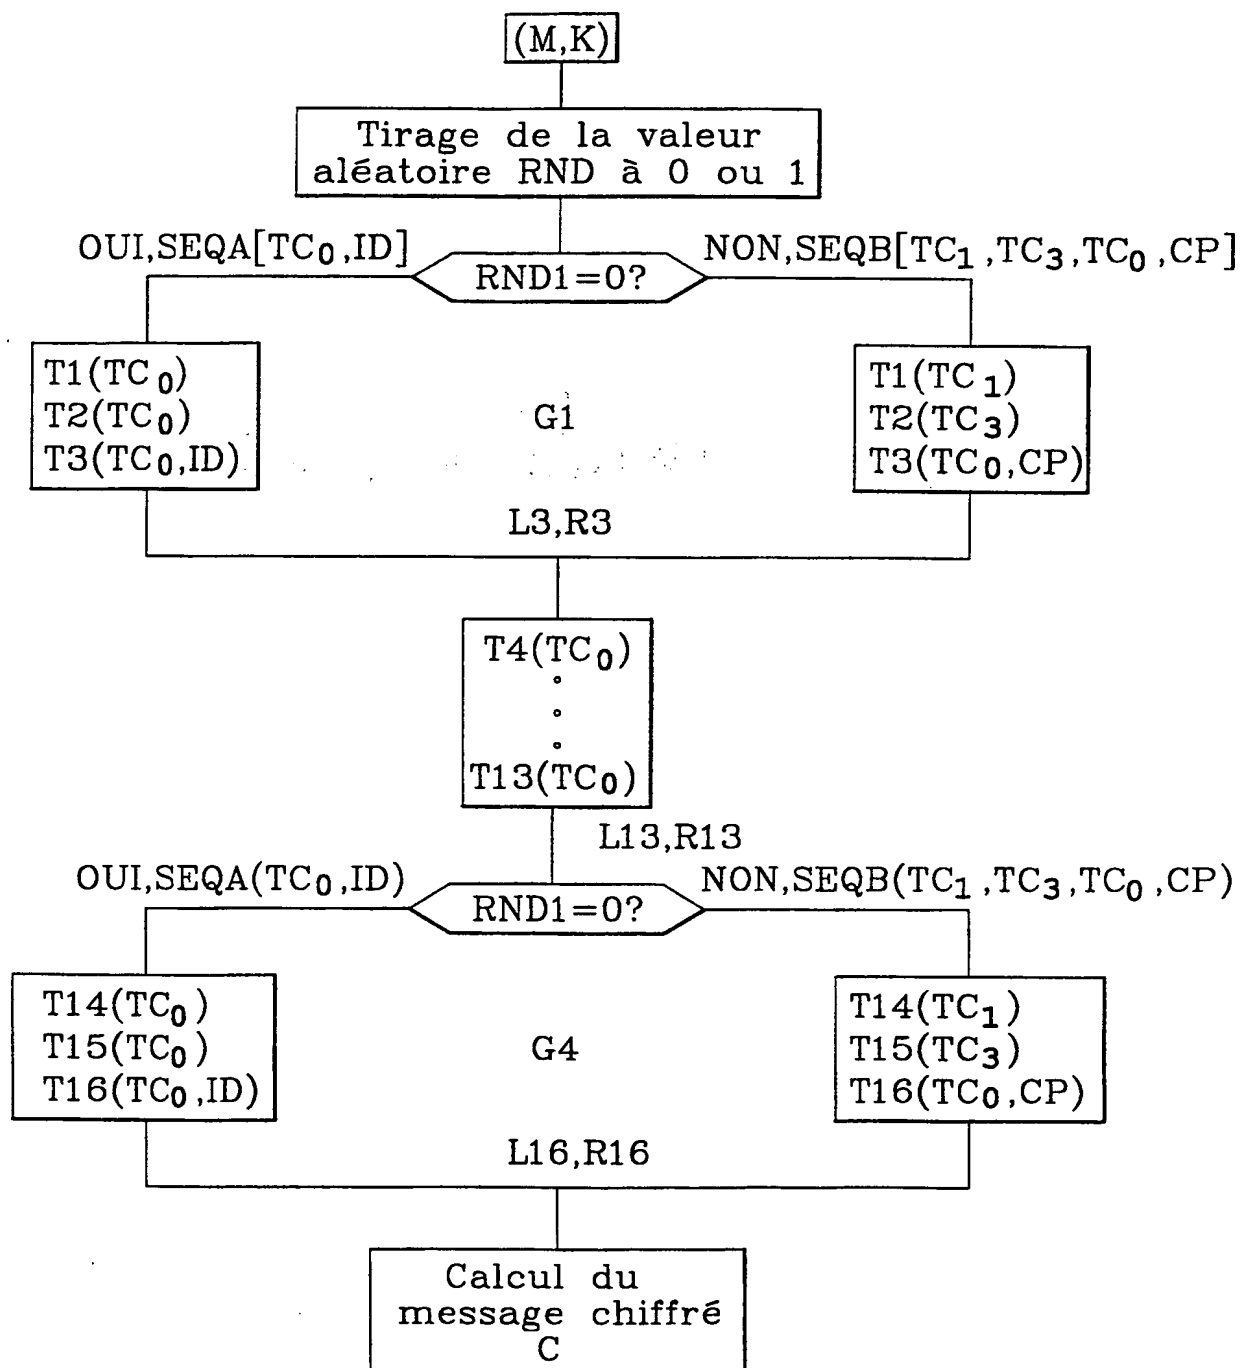 (M,K)
Tirage de la valeur
aléatoire RND à 0 ou 1
OUI,SEQA[TC₀,ID]
RND1=0?
NON,SEQB[TC₁,TC₃,TC₀,CP]
T1(TC₀)
T2(TC₀)
T3(TC₀,ID)
G1
T1(TC₁)
T2(TC₃)
T3(TC₀,CP)
L3,R3
T4(TC₀)
T13(TC₀)
L13,R13
OUI,SEQA(TC₀,ID)
RND1=0?
NON,SEQB(TC₁,TC₃,TC₀,CP)
T14(TC₀)
T15(TC₀)
T16(TC₀,ID)
G4
T14(TC₁)
T15(TC₃)
T16(TC₀,CP)
L16,R16
Calcul du
message chiffré
C